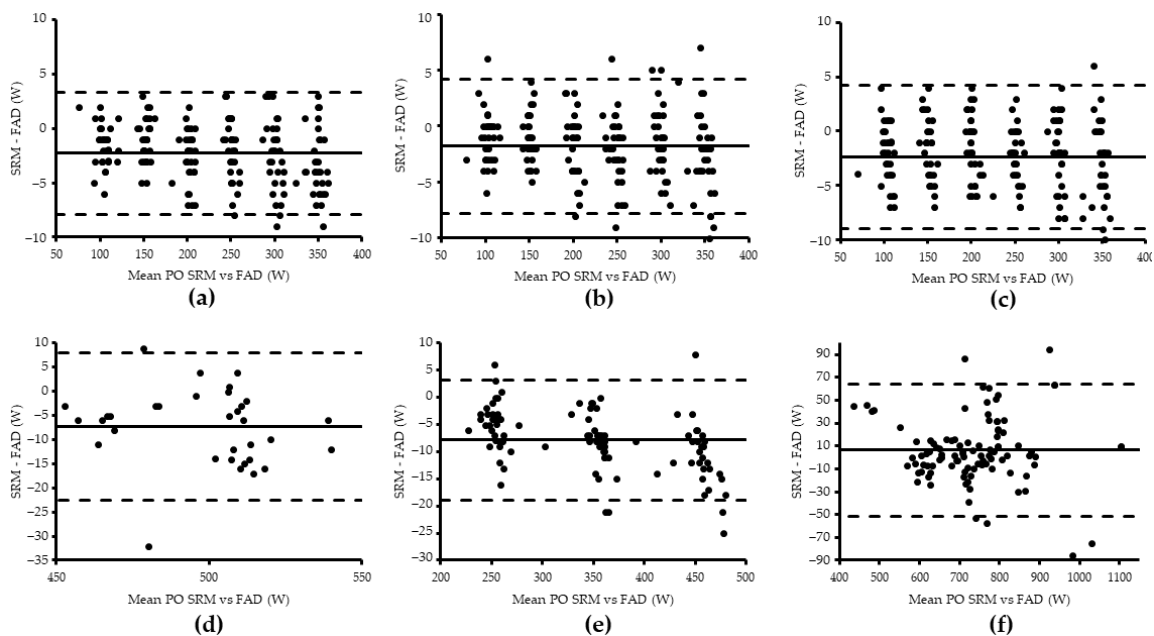 SRM - FAD (W)
10
5
0
−5
−10
50 100 150 200 250 300 350 400
Mean PO SRM vs FAD (W)
(a)
SRM - FAD (W)
10
5
0
−5
−10
50 100 150 200 250 300 350 400
Mean PO SRM vs FAD (W)
(b)
SRM - FAD (W)
10
5
0
−5
−10
50 100 150 200 250 300 350 400
Mean PO SRM vs FAD (W)
(c)
SRM - FAD (W)
10
5
0
−5
−10
−15
−20
−25
−30
−35
450 500 550
Mean PO SRM vs FAD (W)
(d)
SRM - FAD (W)
10
5
0
−5
−10
−15
−20
−25
−30
200 250 300 350 400 450 500
Mean PO SRM vs FAD (W)
(e)
SRM - FAD (W)
90
70
50
30
10
−10
−30
−50
−70
−90
400 500 600 700 800 900 1000 1100
Mean PO SRM vs FAD (W)
(f)